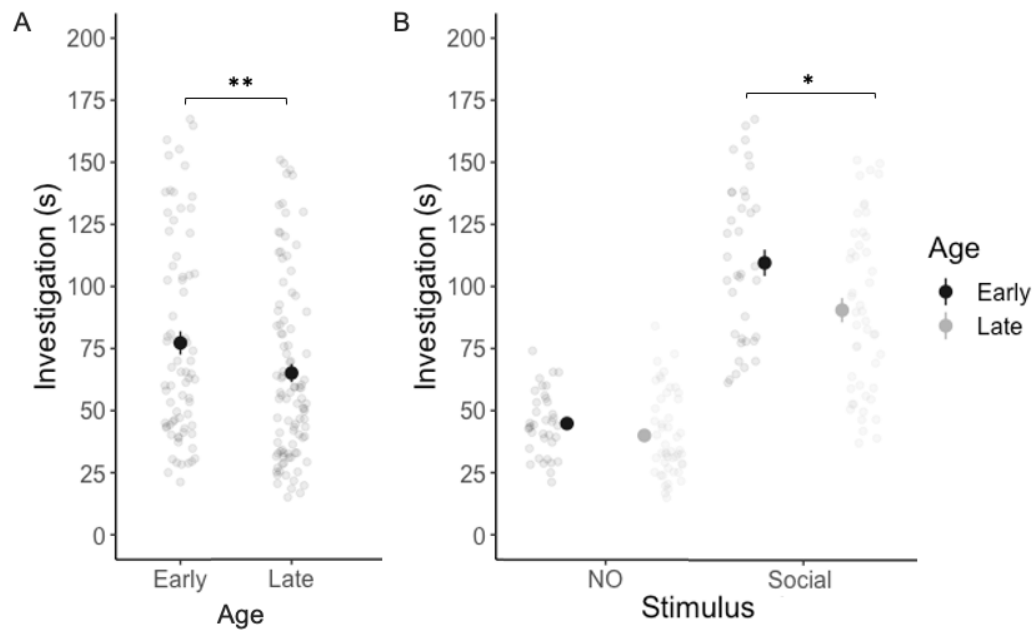 A
Investigation (s)
200
175
150
125
100
75
50
25
0
**
Early
Late
Age
B
Investigation (s)
200
175
150
125
100
75
50
25
0
*
NO
Social
Stimulus
Age
Early
Late